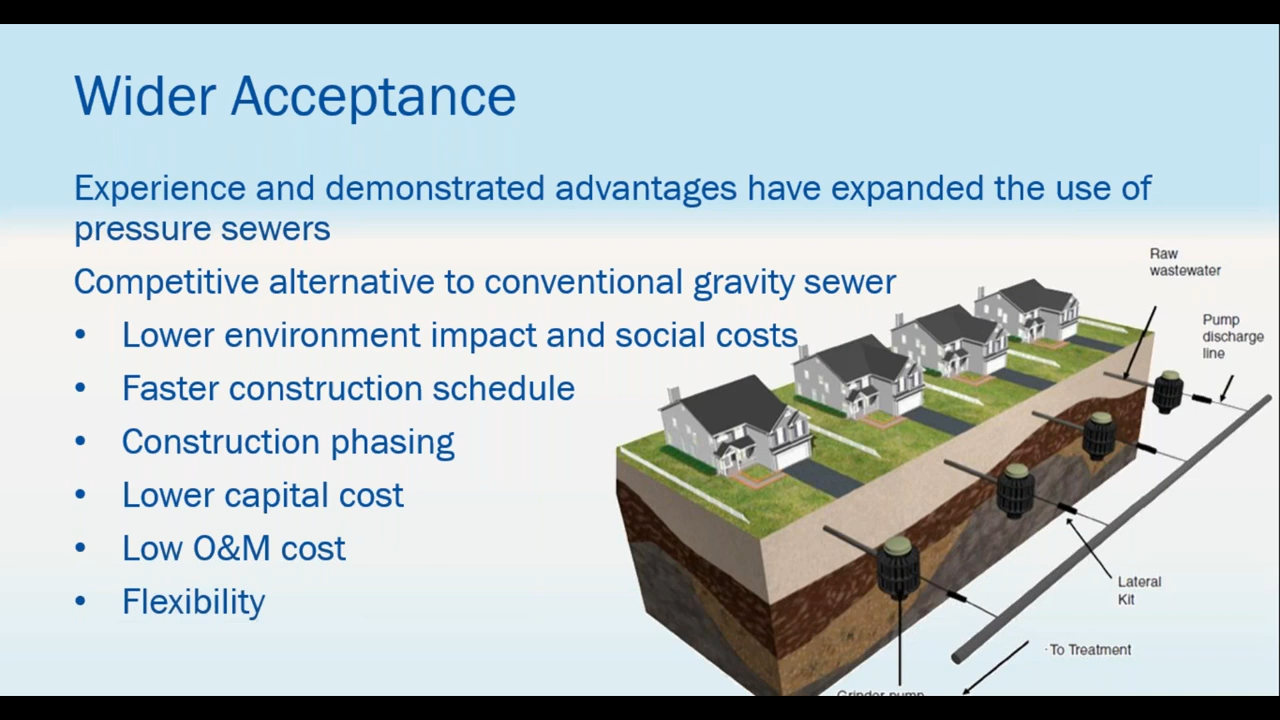 Wider Acceptance
Experience and demonstrated advantages have expanded the use of
pressure sewers
Competitive alternative to conventional gravity sewer
• Lower environment impact and social costs
• Faster construction schedule
• Construction phasing
• Lower capital cost
• Low O&M cost
• Flexibility
Raw
wastewater
Pump
discharge
line
Lateral
Kit
To Treatment
Grinder pump